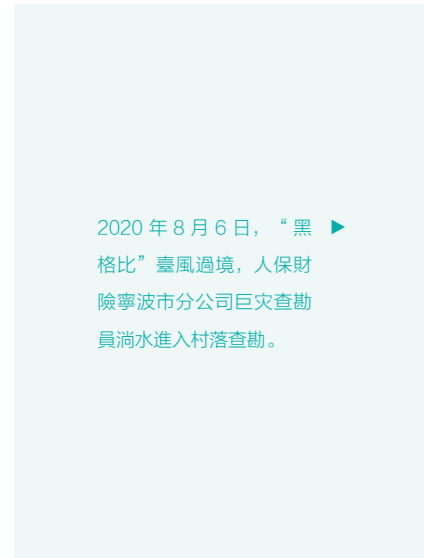 2020 年 8 月 6 日，“ 黑 ▶
格比”臺風過境，人保財
險寧波市分公司巨灾查勘
員淌水進入村落查勘。